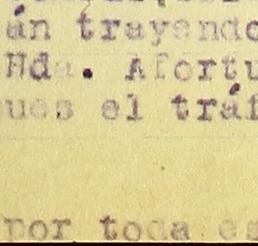 án trayendo
Hda. Afortu
ues el tráf
por toda es